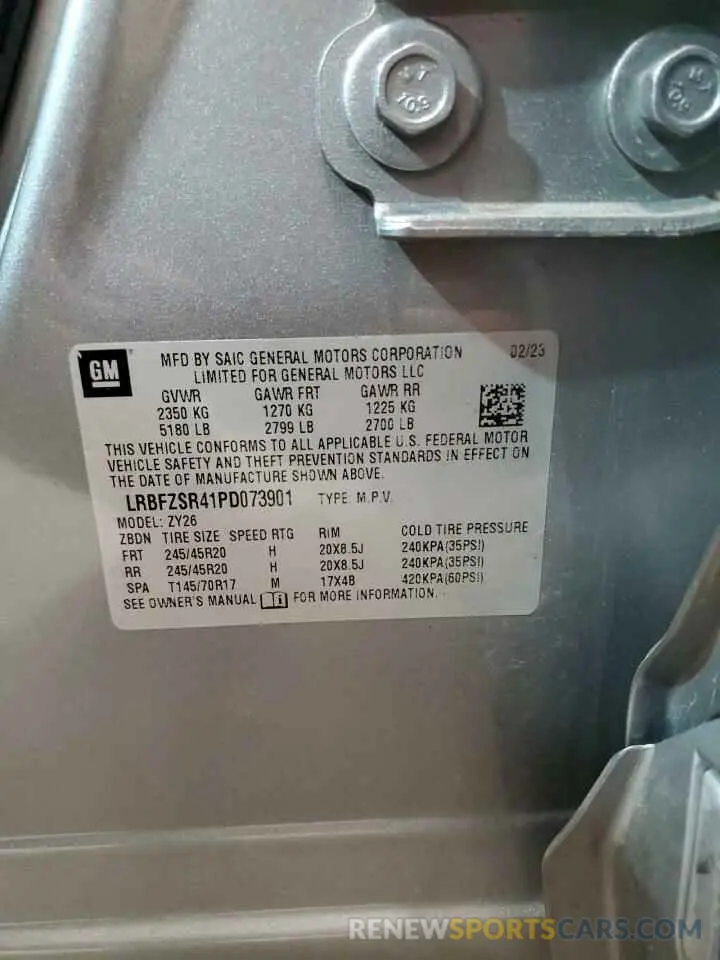 9.7
10.9
GM
MFD BY SAIC GENERAL MOTORS CORPORATION 02/23
LIMITED FOR GENERAL MOTORS LLC
GVWR GAWR FRT GAWR RR
2350 KG 1270 KG 1225 KG
5180 LB 2799 LB 2700 LB
THIS VEHICLE CONFORMS TO ALL APPLICABLE U.S. FEDERAL MOTOR
VEHICLE SAFETY AND THEFT PREVENTION STANDARDS IN EFFECT ON
THE DATE OF MANUFACTURE SHOWN ABOVE.
LRBFZSR41PD073901 TYPE: M.P.V.
MODEL: ZY26
ZBDN TIRE SIZE SPEED RTG RIM COLD TIRE PRESSURE
FRT 245/45R20 H 20X8.5J 240KPA(35PSI)
RR 245/45R20 H 20X8.5J 240KPA(35PSI)
SPA T145/70R17 M 17X4B 420KPA(60PSI)
SEE OWNER'S MANUAL FOR MORE INFORMATION.
RENEWSPORTSCARS.COM